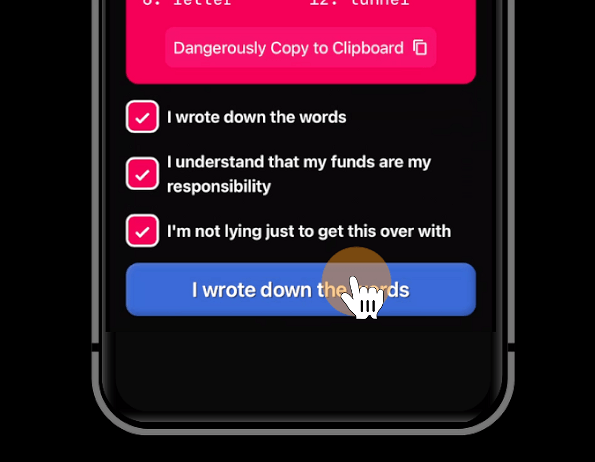 6: letter 12: tunnel
Dangerously Copy to Clipboard
I wrote down the words
I understand that my funds are my
responsibility
I'm not lying just to get this over with
I wrote down the words